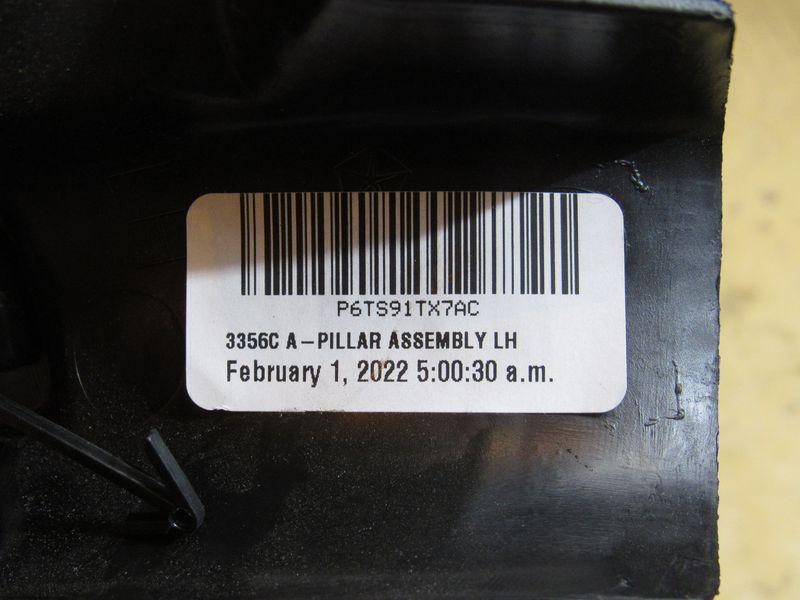 P6TS91TX7AC
3356C A-PILLAR ASSEMBLY LH
February 1, 2022 5:00:30 a.m.